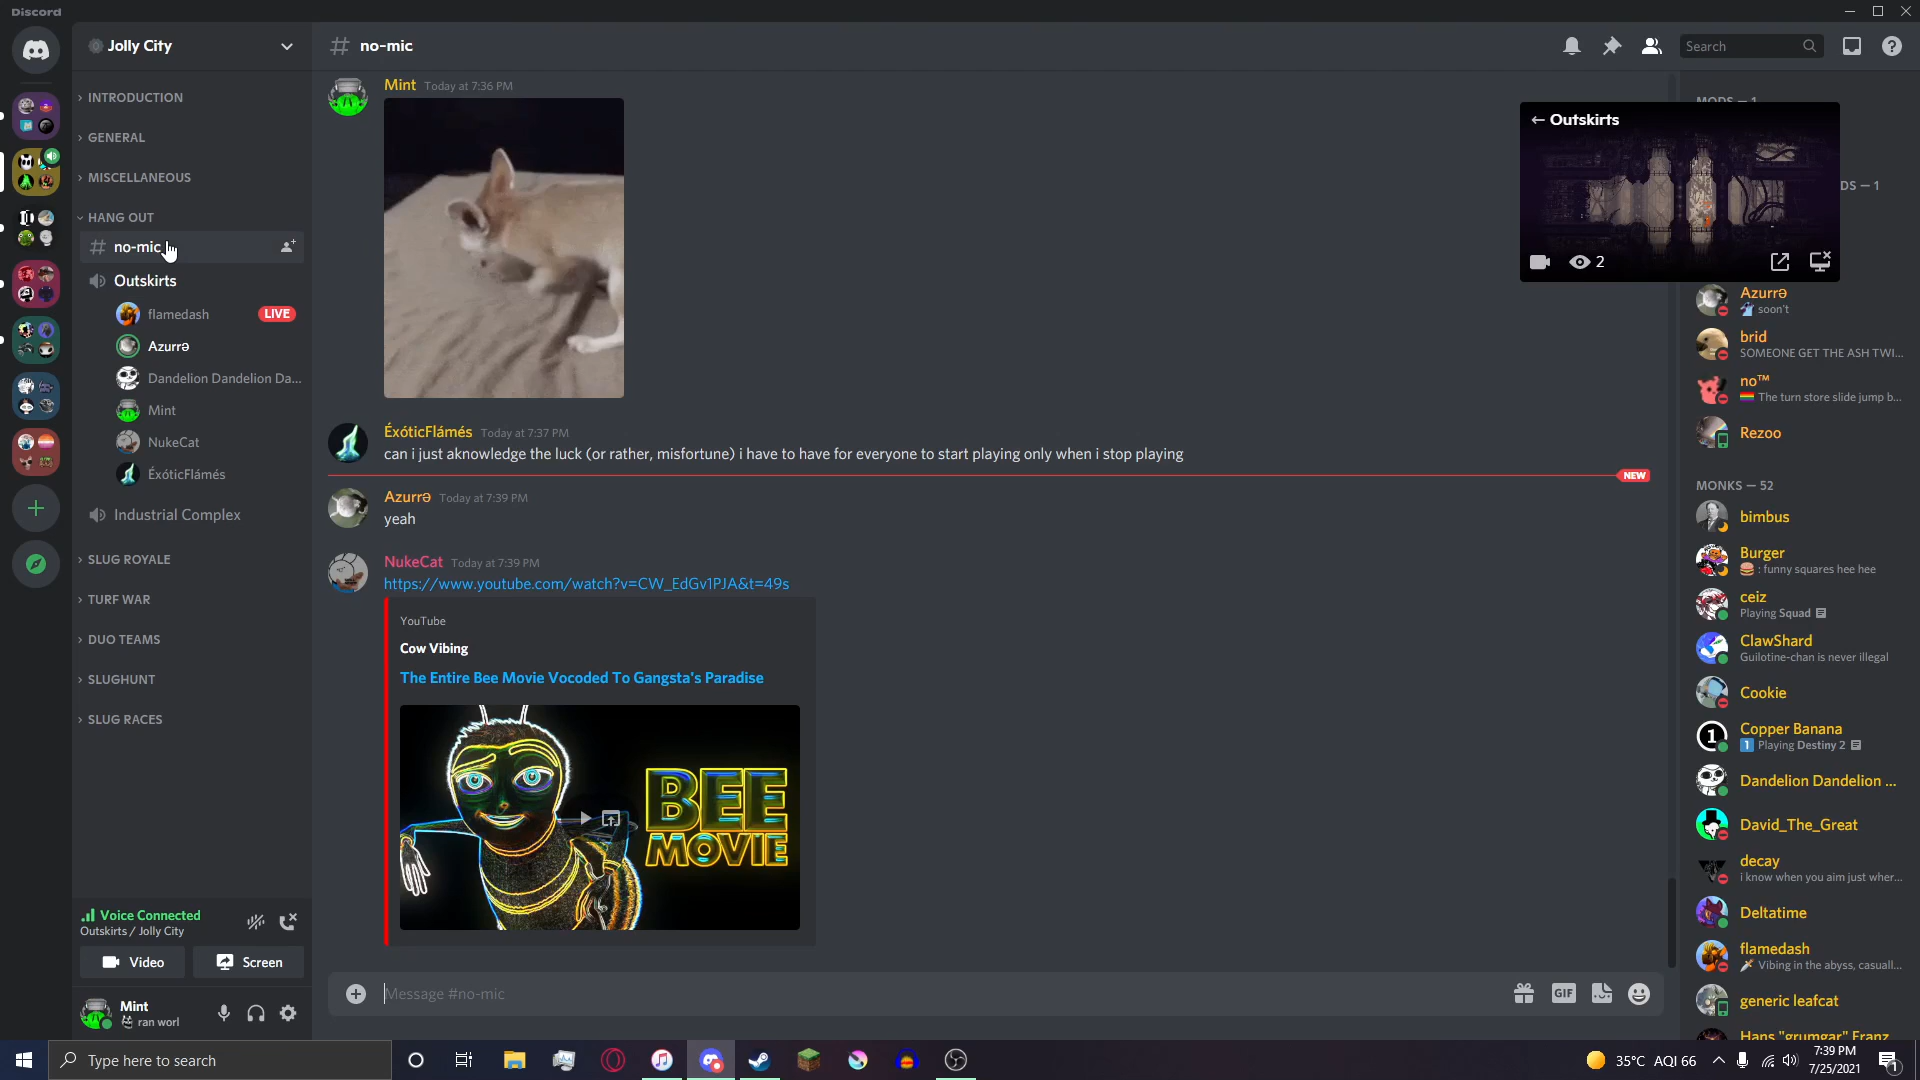 Discord
Jolly City
INTRODUCTION
GENERAL
MISCELLANEOUS
HANG OUT
no-mic
Outskirts
flamedash LIVE
Azurrə
Dandelion Dandelion Da...
Mint
NukeCat
ÉxóticFlámés
Industrial Complex
SLUG ROYALE
TURF WAR
DUO TEAMS
SLUGHUNT
SLUG RACES
Voice Connected
Outskirts / Jolly City
Video Screen
Mint
ran worl
# no-mic
Search
Mint Today at 7:36 PM
ÉxóticFlámés Today at 7:37 PM
can i just aknowledge the luck (or rather, misfortune) i have to have for everyone to start playing only when i stop playing
NEW
Azurrə Today at 7:39 PM
yeah
NukeCat Today at 7:39 PM
https://www.youtube.com/watch?v=CW_EdGv1PJA&t=49s
YouTube
Cow Vibing
The Entire Bee Movie Vocoded To Gangsta's Paradise
BEE
MOVIE
Message #no-mic
GIF
MODS — 1
← Outskirts
DS — 1
2
Azurrə
soon't
brid
SOMEONE GET THE ASH TWI...
no™
The turn store slide jump b...
Rezoo
MONKS — 52
bimbus
Burger
: funny squares hee hee
ceiz
Playing Squad
ClawShard
Guilotine-chan is never illegal
Cookie
Copper Banana
1 Playing Destiny 2
Dandelion Dandelion ...
David_The_Great
decay
i know when you aim just wher...
Deltatime
flamedash
Vibing in the abyss, casuall...
generic leafcat
Hans "grumgar" Franz
Type here to search
35°C AQI 66
7:39 PM
7/25/2021
1